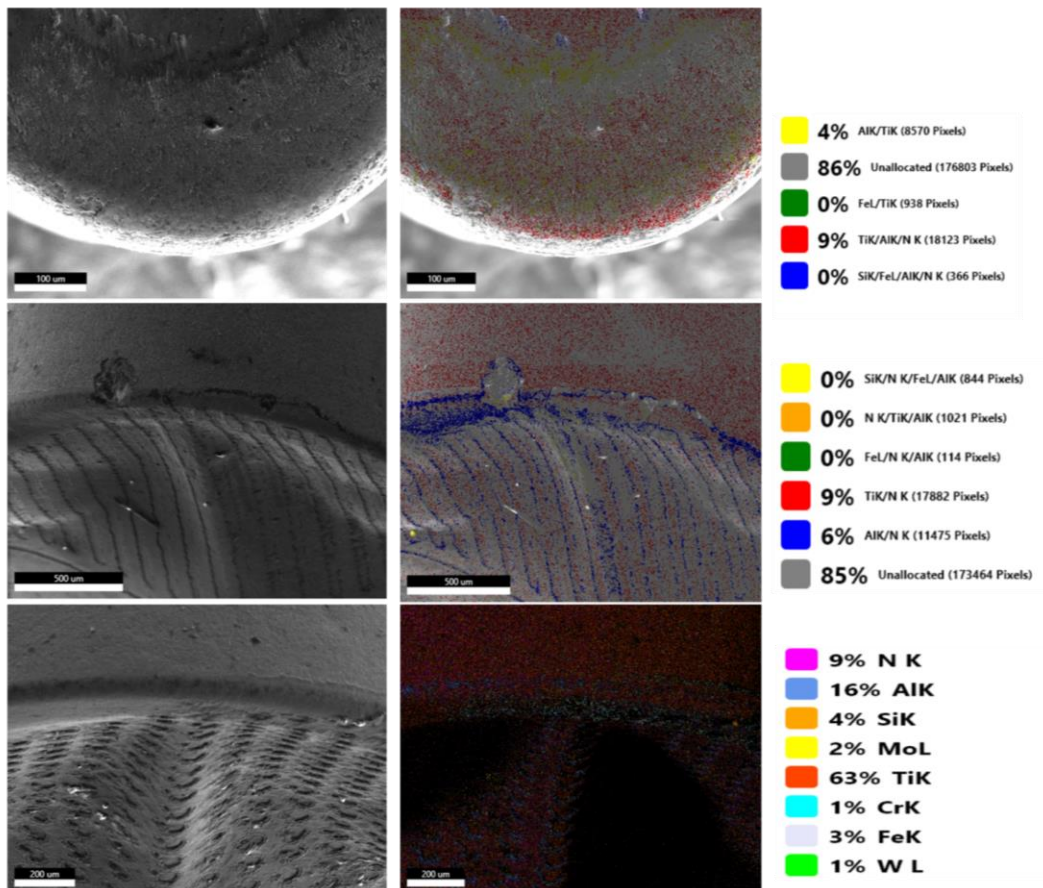 100 um
100 um
4% AlK/TiK (8570 Pixels)
86% Unallocated (176803 Pixels)
0% FeL/TiK (938 Pixels)
9% TiK/AlK/N K (18123 Pixels)
0% SiK/FeL/AlK/N K (366 Pixels)
500 um
500 um
0% SiK/N K/FeL/AlK (844 Pixels)
0% N K/TiK/AlK (1021 Pixels)
0% FeL/N K/AlK (114 Pixels)
9% TiK/N K (17882 Pixels)
6% AlK/N K (11475 Pixels)
85% Unallocated (173464 Pixels)
200 um
200 um
9% N K
16% AlK
4% SiK
2% MoL
63% TiK
1% CrK
3% FeK
1% W L